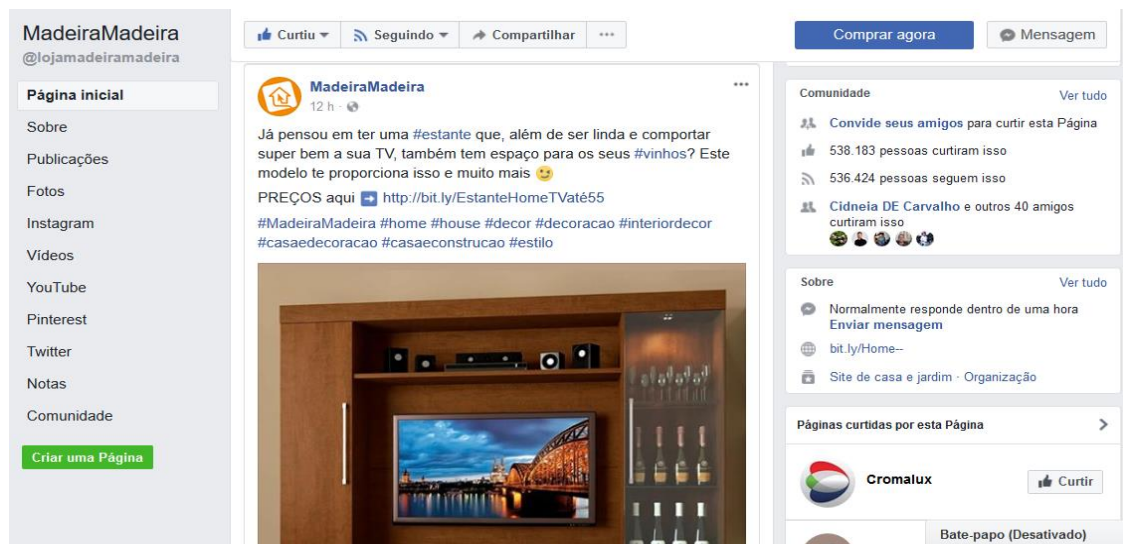 MadeiraMadeira
@lojamadeiramadeira
Página inicial
Sobre
Publicações
Fotos
Instagram
Vídeos
YouTube
Pinterest
Twitter
Notas
Comunidade
Criar uma Página
Curtiu
Seguindo
Compartilhar
Comprar agora
Mensagem
MadeiraMadeira
12 h
Já pensou em ter uma #estante que, além de ser linda e comportar
super bem a sua TV, também tem espaço para os seus #vinhos? Este
modelo te proporciona isso e muito mais
PREÇOS aqui http://bit.ly/EstanteHomeTVaté55
#MadeiraMadeira #home #house #decor #decoracao #interiordecor
#casaedecoracao #casaeconstrucao #estilo
Comunidade
Ver tudo
Convide seus amigos para curtir esta Página
538.183 pessoas curtiram isso
536.424 pessoas seguem isso
Cidneia DE Carvalho e outros 40 amigos
curtiram isso
Sobre
Ver tudo
Normalmente responde dentro de uma hora
Enviar mensagem
bit.ly/Home--
Site de casa e jardim · Organização
Páginas curtidas por esta Página
Cromalux
Curtir
Bate-papo (Desativado)